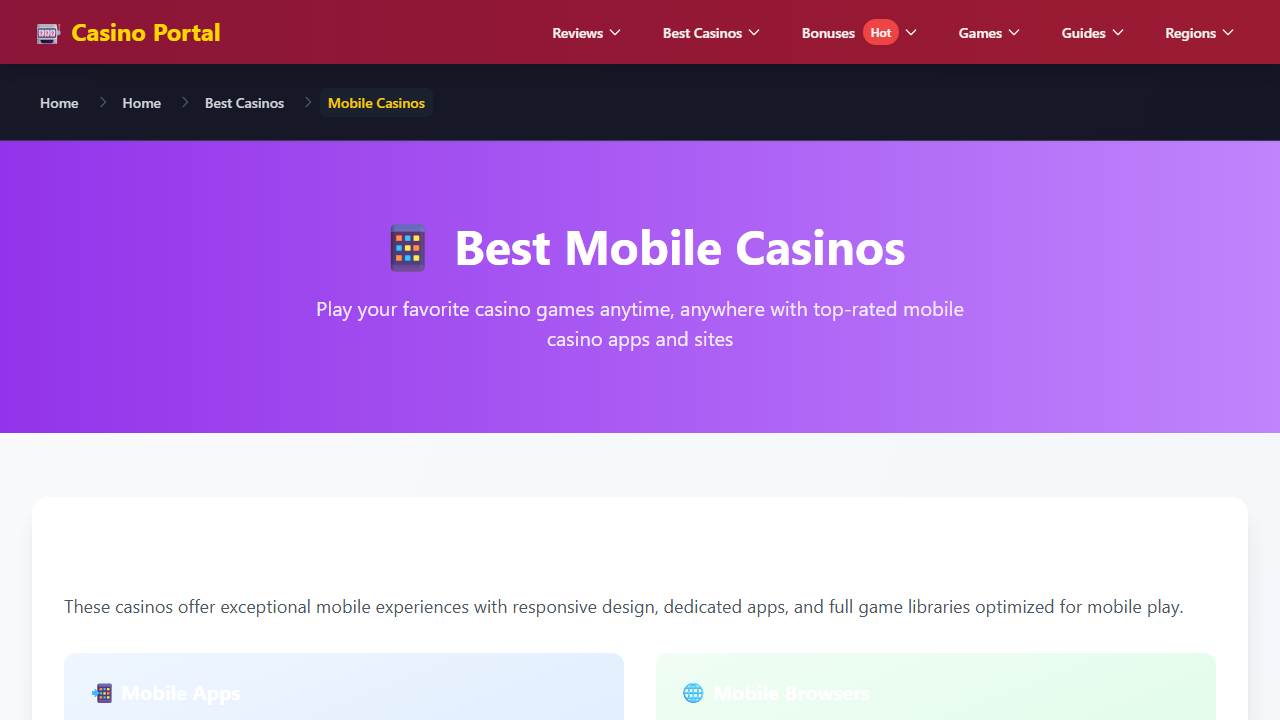 Casino Portal
Reviews
Best Casinos
Bonuses Hot
Games
Guides
Regions
Home
Home
Best Casinos
Mobile Casinos
Best Mobile Casinos
Play your favorite casino games anytime, anywhere with top-rated mobile
casino apps and sites
These casinos offer exceptional mobile experiences with responsive design, dedicated apps, and full game libraries optimized for mobile play.
Mobile Apps
Mobile Browsers